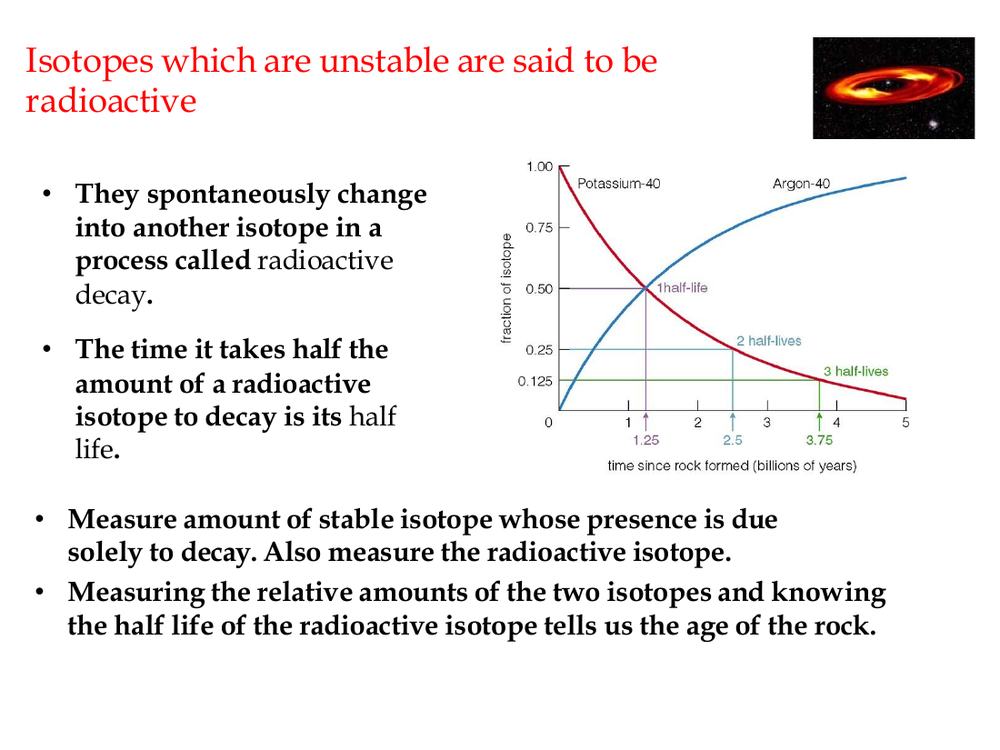 Isotopes which are unstable are said to be
radioactive
• They spontaneously change
into another isotope in a
process called radioactive
decay.
• The time it takes half the
amount of a radioactive
isotope to decay is its half
life.
1.00
Potassium-40
Argon-40
0.75
0.50
1half-life
2 half-lives
0.25
3 half-lives
0.125
fraction of isotope
0 1 2 3 4 5
1.25 2.5 3.75
time since rock formed (billions of years)
• Measure amount of stable isotope whose presence is due
solely to decay. Also measure the radioactive isotope.
• Measuring the relative amounts of the two isotopes and knowing
the half life of the radioactive isotope tells us the age of the rock.